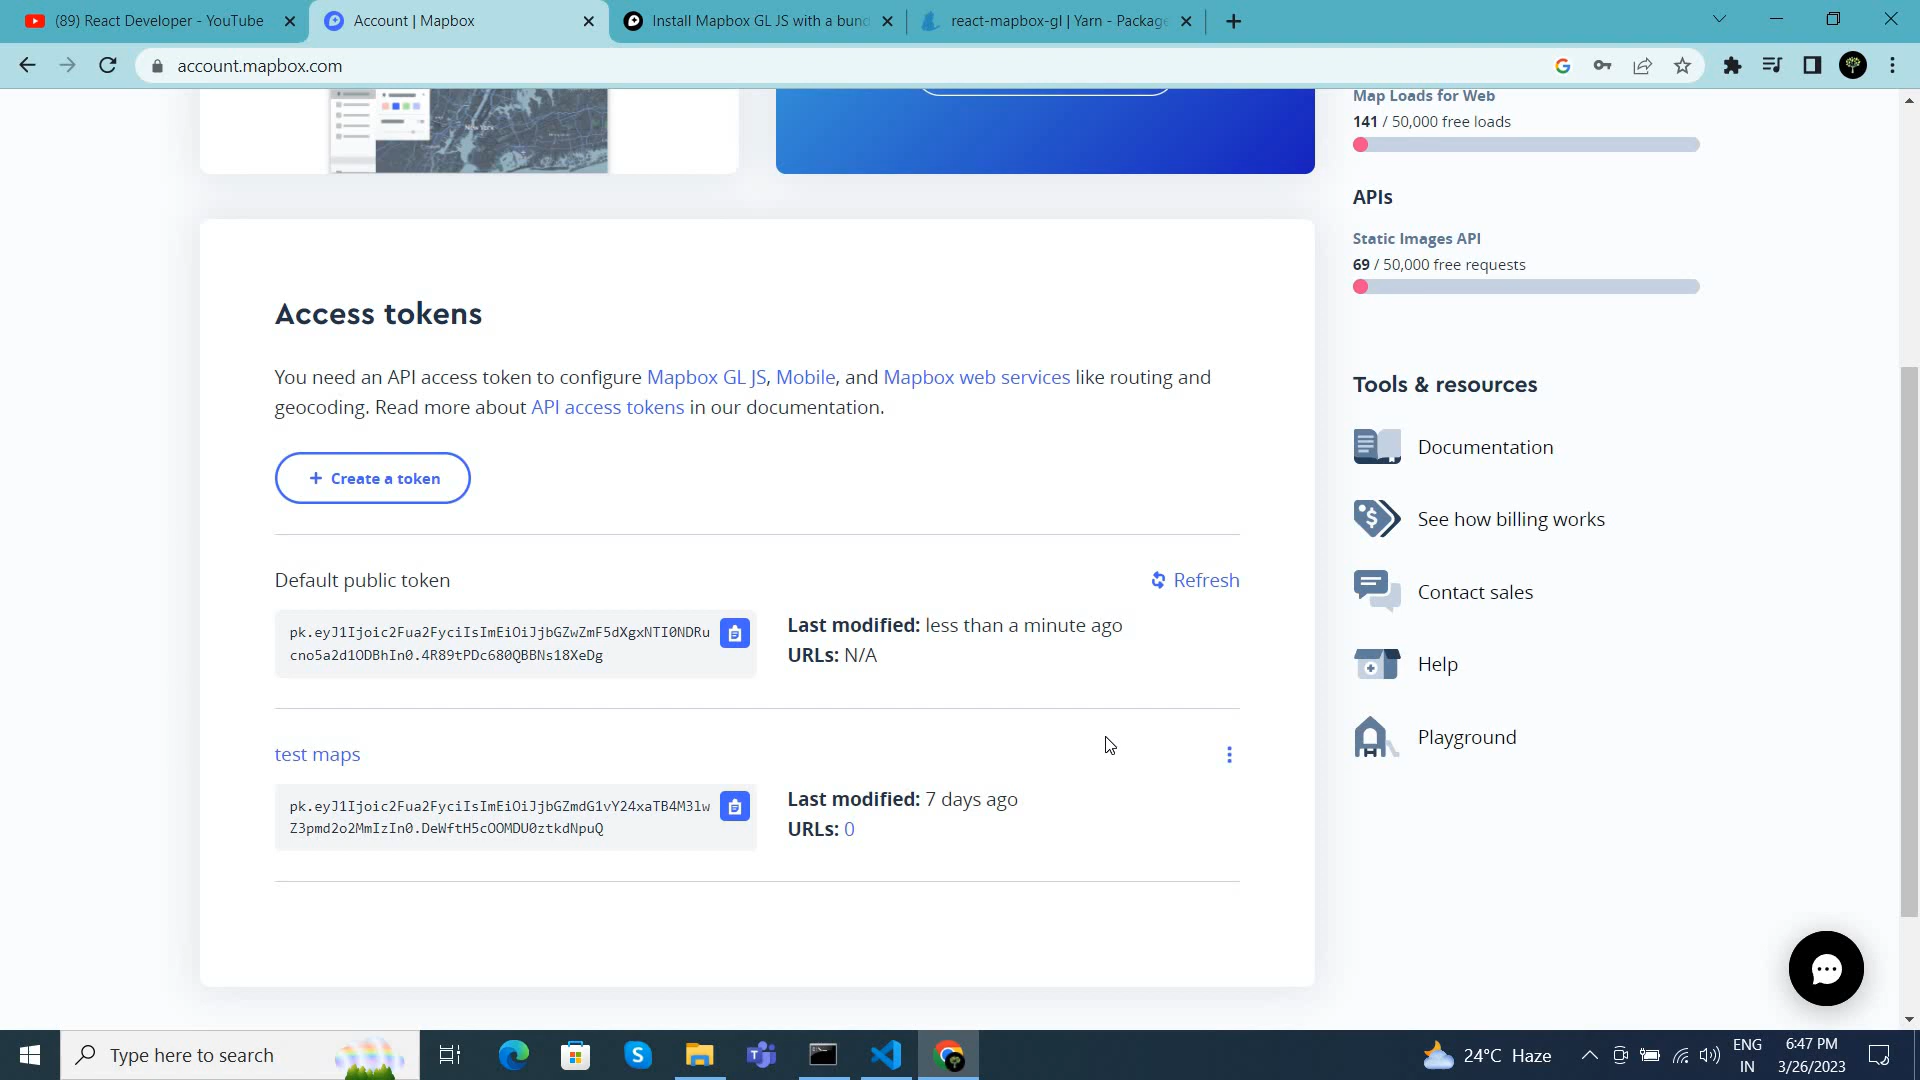 (89) React Developer - YouTube
Account | Mapbox
Install Mapbox GL JS with a bund
react-mapbox-gl | Yarn - Package
account.mapbox.com
New York
Map Loads for Web
141 / 50,000 free loads
APIs
Static Images API
69 / 50,000 free requests
Access tokens
You need an API access token to configure Mapbox GL JS, Mobile, and Mapbox web services like routing and
geocoding. Read more about API access tokens in our documentation.
+ Create a token
Default public token
Refresh
pk.eyJ1Ijoic2Fua2FyciIsImEiOiJjbGZwZmF5dXgxNTI0NDRu
cno5a2d1ODBhIn0.4R89tPDc680QBBNs18XeDg
Last modified: less than a minute ago
URLs: N/A
test maps
pk.eyJ1Ijoic2Fua2FyciIsImEiOiJjbGZmdG1vY24xaTB4M3lw
Z3pmd2o2MmIzIn0.DeWftH5cOOMDU0ztkdNpuQ
Last modified: 7 days ago
URLs: 0
Tools & resources
Documentation
See how billing works
Contact sales
Help
Playground
Type here to search
24°C Haze
ENG
IN
6:47 PM
3/26/2023